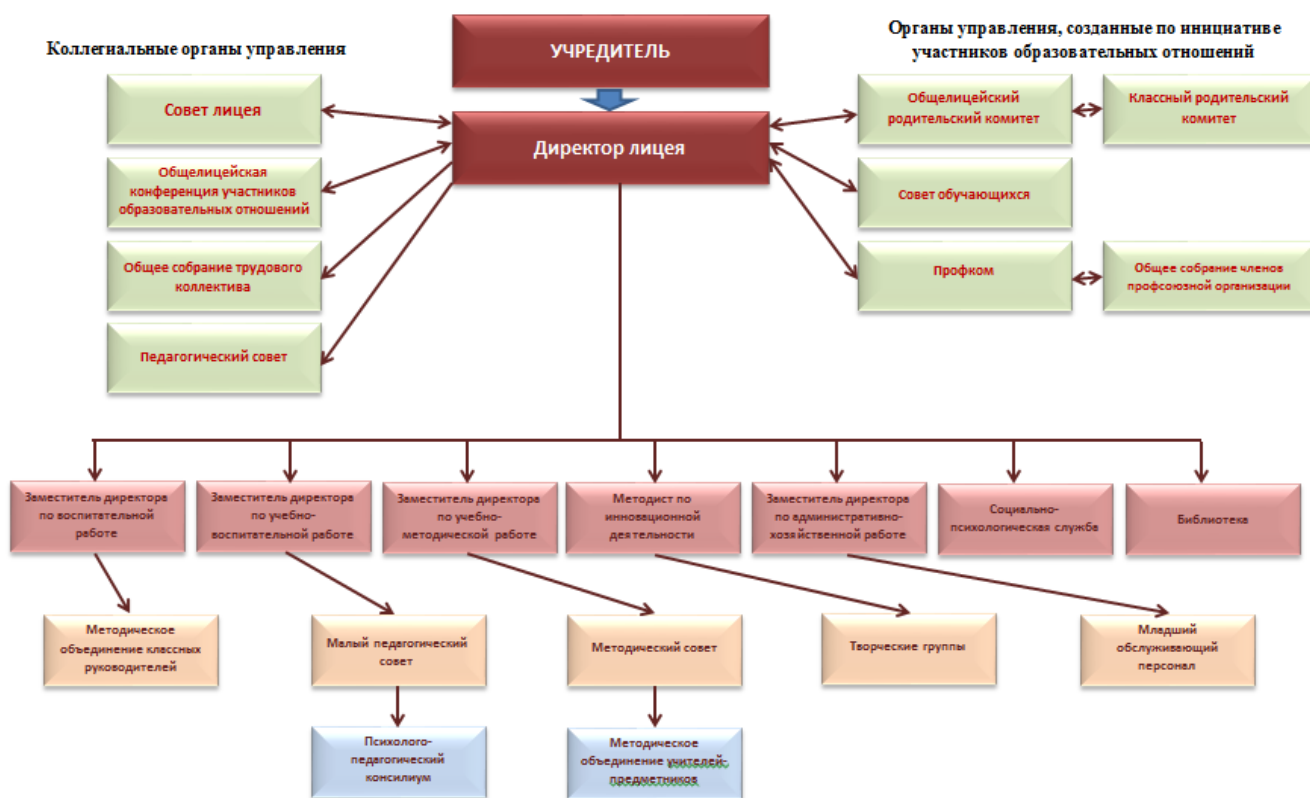 Коллегиальные органы управления
УЧРЕДИТЕЛЬ
Органы управления, созданные по инициативе
участников образовательных отношений
Совет лицея
Общелицейская
конференция участников
образовательных отношений
Общее собрание трудового
коллектива
Педагогический совет
Директор лицея
Общелицейский
родительский комитет
Классный родительский
комитет
Совет обучающихся
Профком
Общее собрание членов
профсоюзной организации
Заместитель директора
по воспитательной
работе
Заместитель директора
по учебно-
воспитательной работе
Заместитель директора
по учебно-
методической работе
Методист по
инновационной
деятельности
Заместитель директора
по административно-
хозяйственной работе
Социально-
психологическая служба
Библиотека
Методическое
объединение классных
руководителей
Малый педагогический
совет
Методический совет
Творческие группы
Младший
обслуживающий
персонал
Психолого-
педагогический
консилиум
Методическое
объединение учителей-
предметников